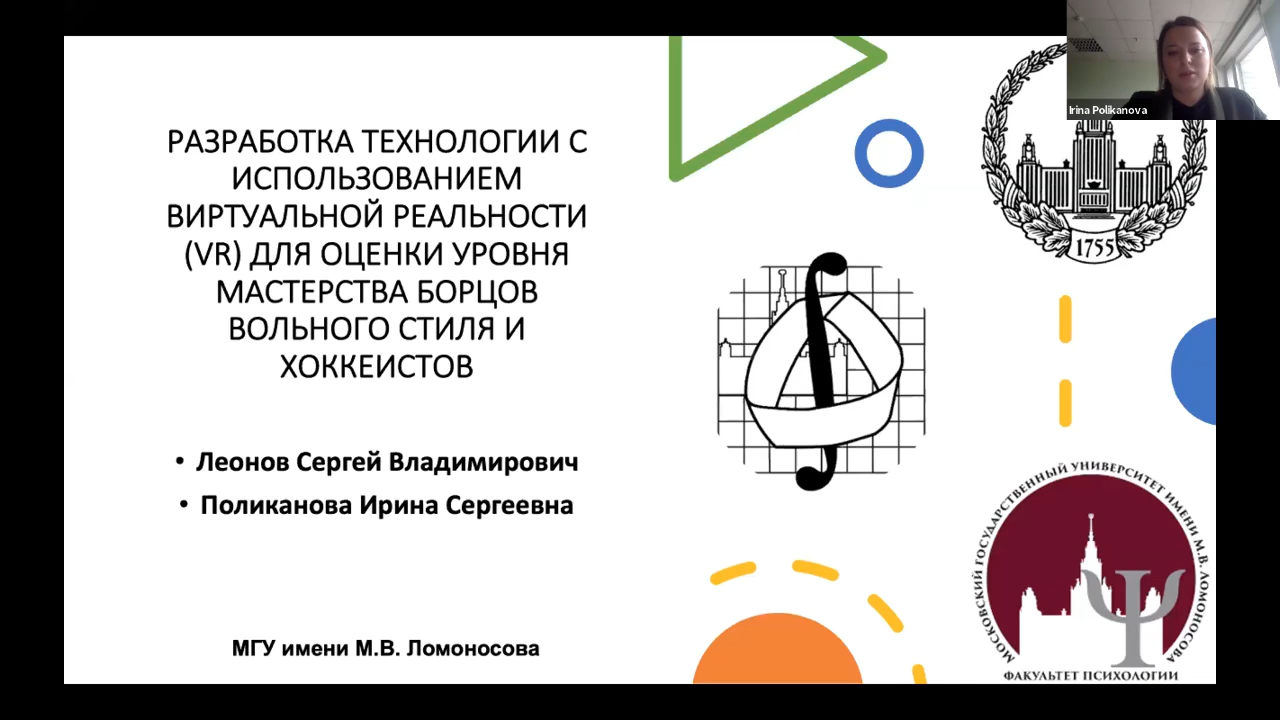 Irina Polikanova
РАЗРАБОТКА ТЕХНОЛОГИИ С
ИСПОЛЬЗОВАНИЕМ
ВИРТУАЛЬНОЙ РЕАЛЬНОСТИ
(VR) ДЛЯ ОЦЕНКИ УРОВНЯ
МАСТЕРСТВА БОРЦОВ
ВОЛЬНОГО СТИЛЯ И
ХОККЕИСТОВ
• Леонов Сергей Владимирович
• Поликанова Ирина Сергеевна
МГУ имени М.В. Ломоносова
1755
МОСКОВСКИЙ ГОСУДАРСТВЕННЫЙ УНИВЕРСИТЕТ ИМЕНИ М.В. ЛОМОНОСОВА
ФАКУЛЬТЕТ ПСИХОЛОГИИ